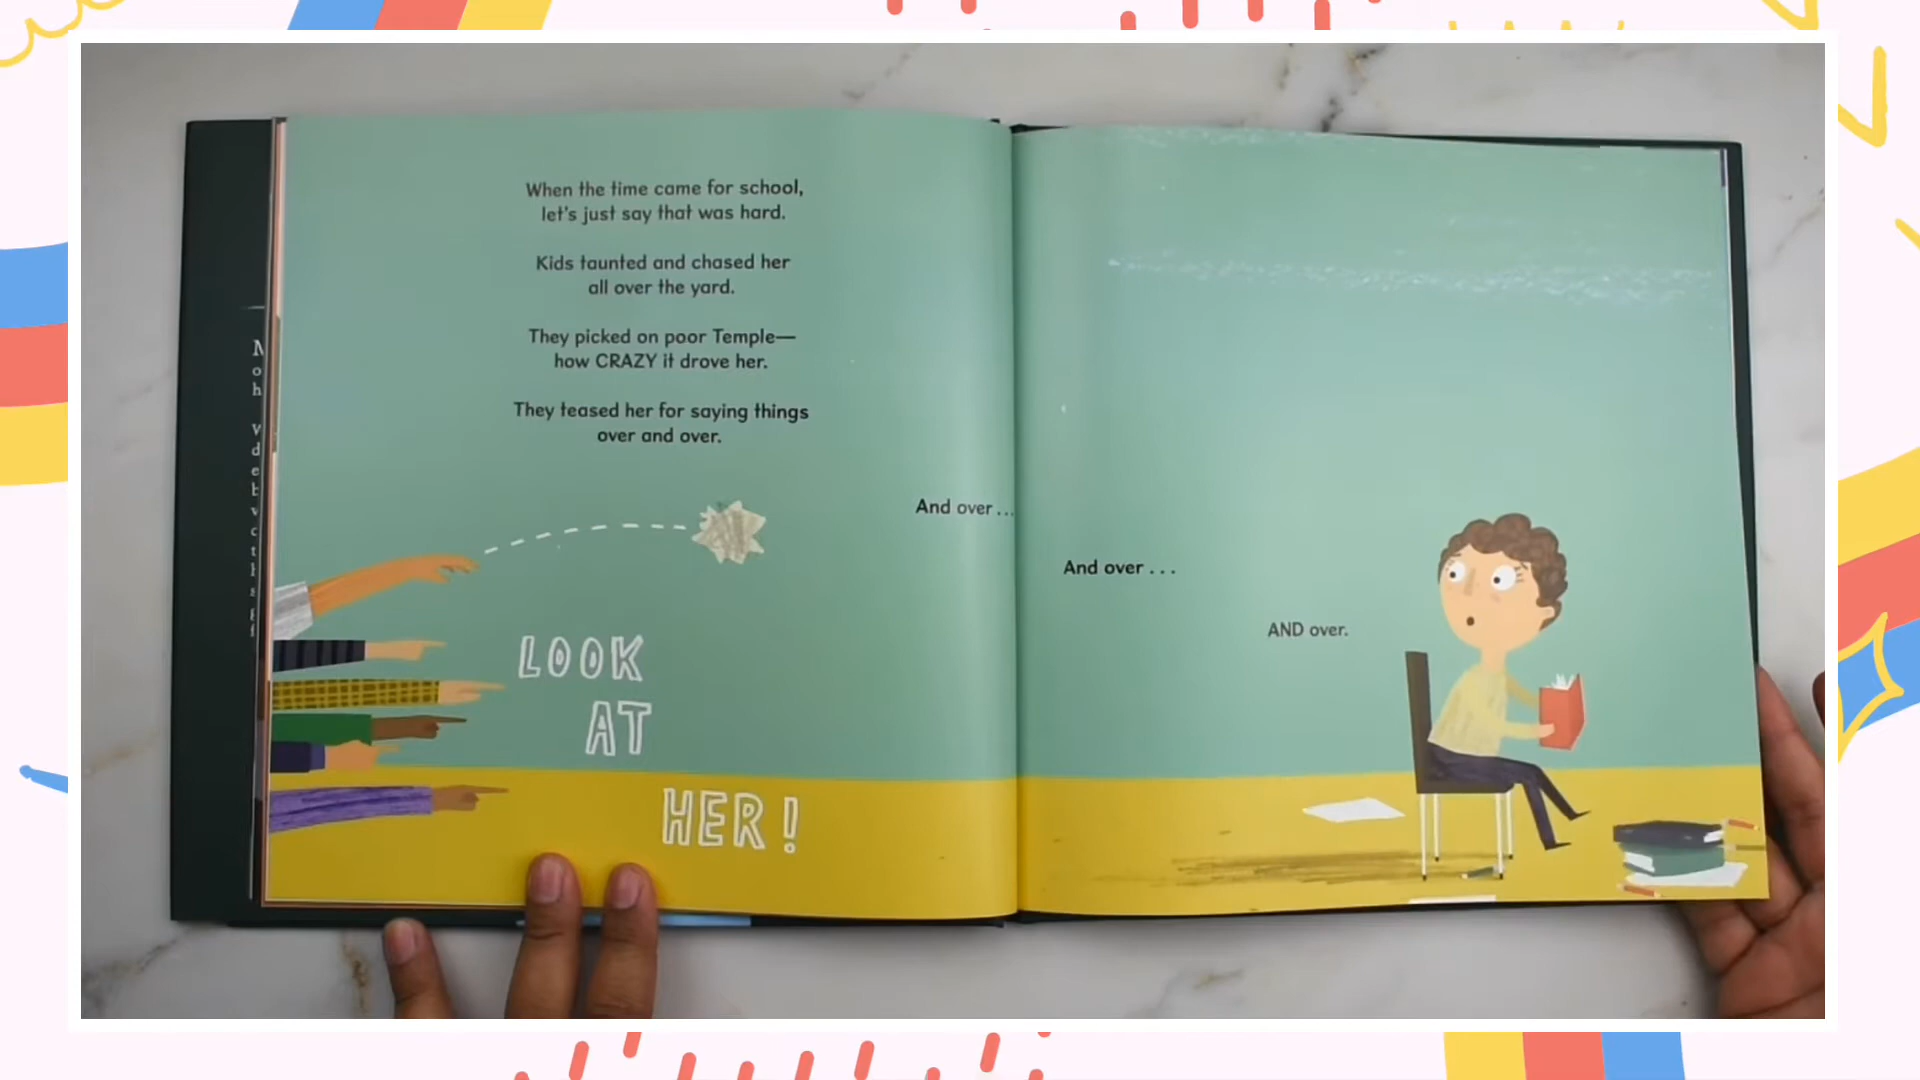 When the time came for school,
let's just say that was hard.
Kids taunted and chased her
all over the yard.
They picked on poor Temple—
how CRAZY it drove her.
They teased her for saying things
over and over.
And over...
And over . . .
AND over.
LOOK
AT
HER!